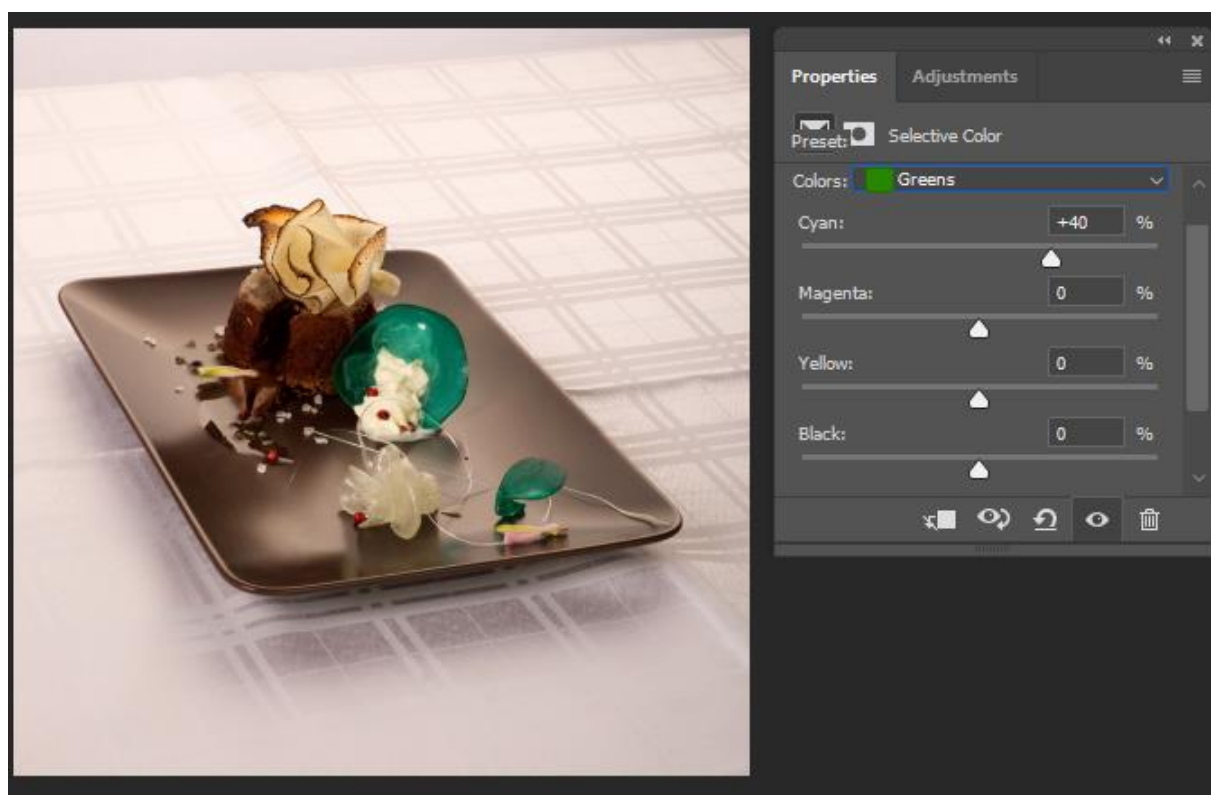 Properties Adjustments
Preset: Selective Color
Colors: Greens
Cyan: +40 %
Magenta: 0 %
Yellow: 0 %
Black: 0 %